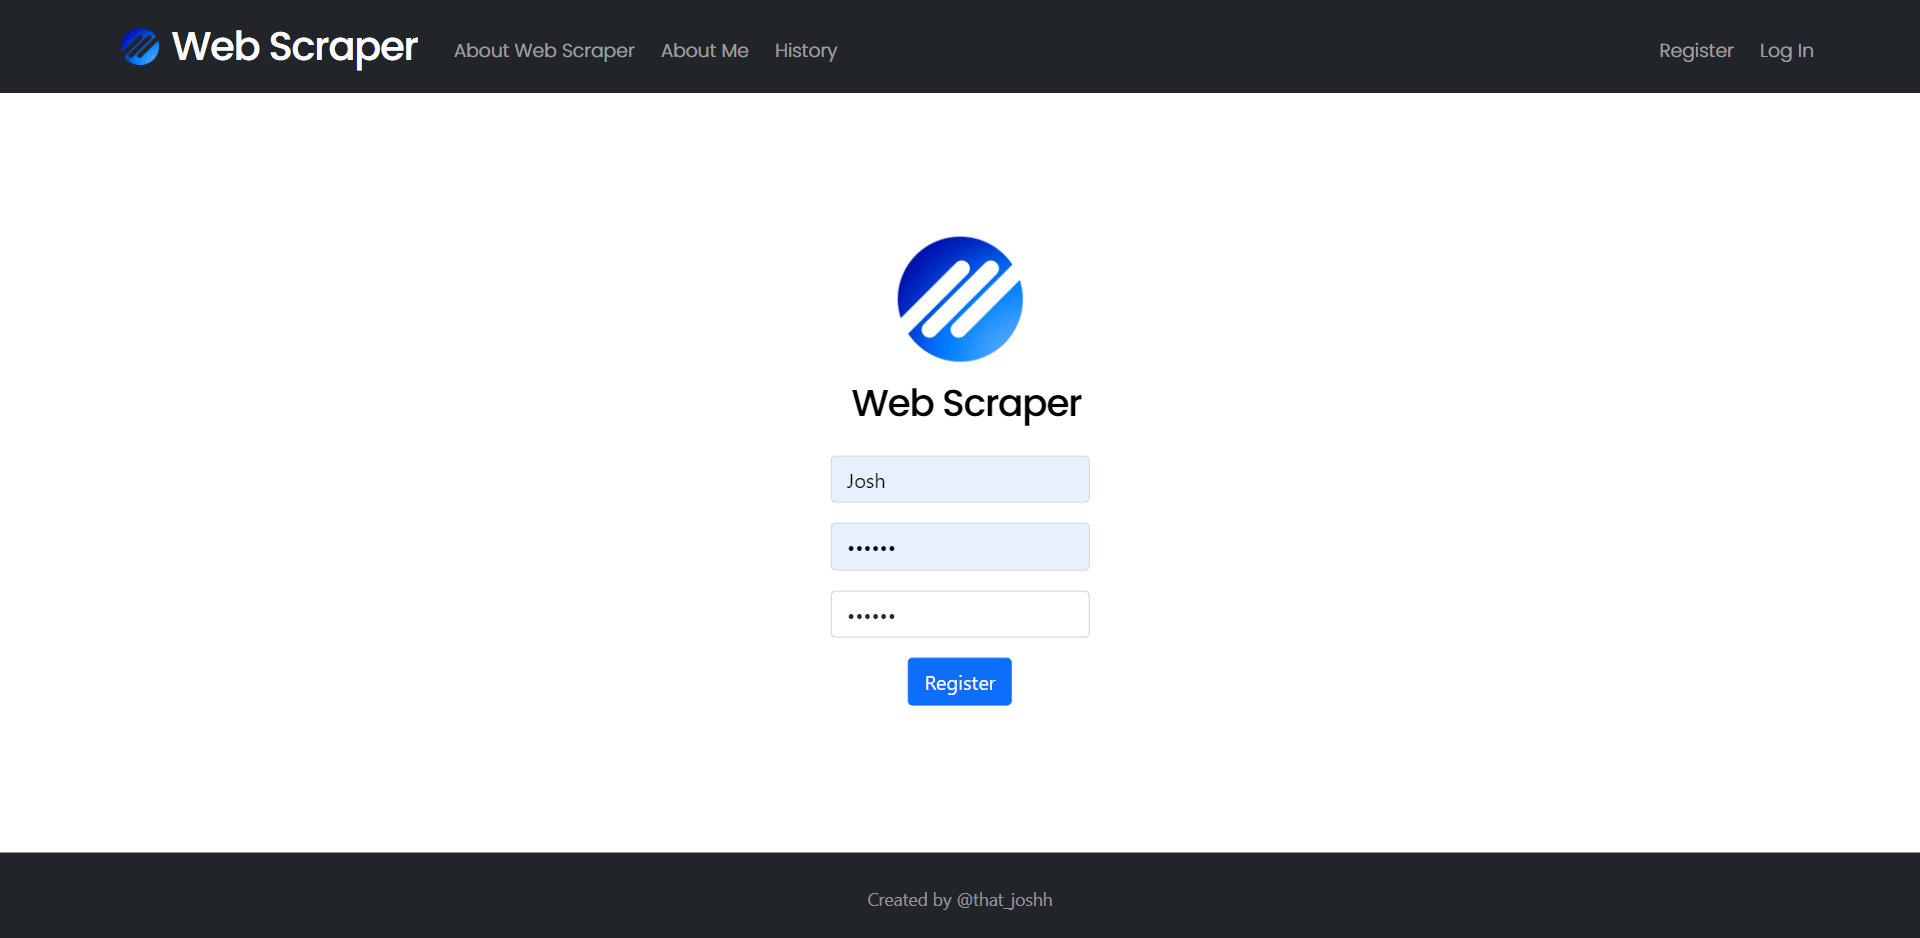 Web Scraper About Web Scraper About Me History Register Log In
Web Scraper
Josh
••••••
••••••
Register
Created by @that_joshh